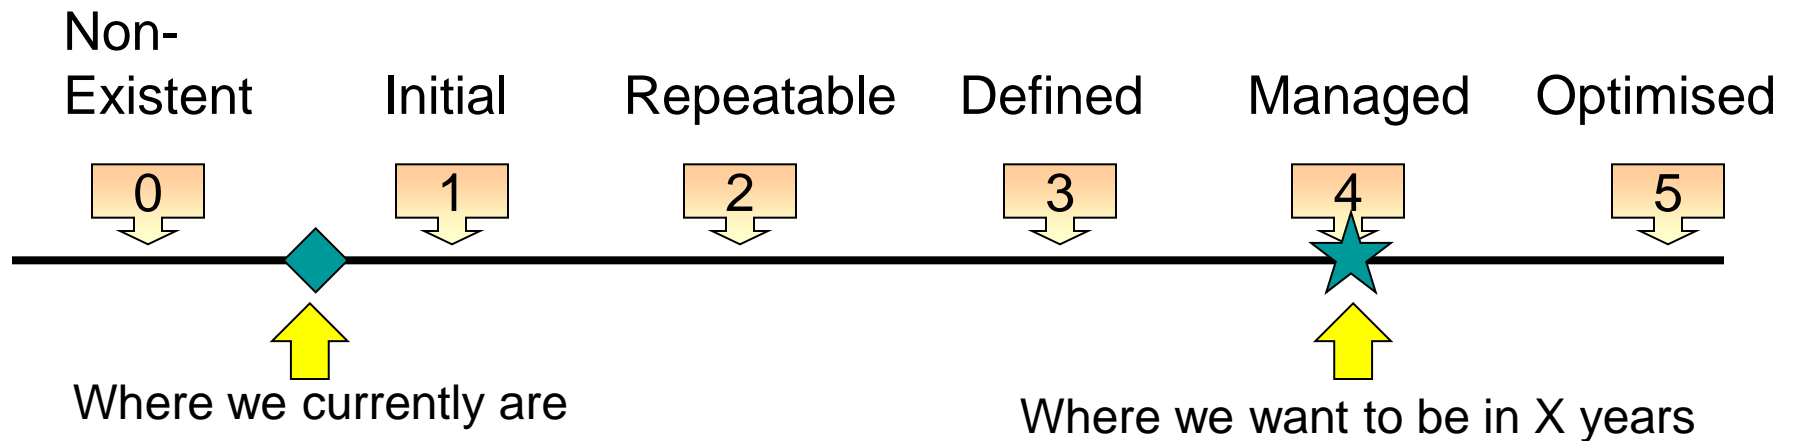 Non-
Existent Initial Repeatable Defined Managed Optimised
0 1 2 3 4 5
Where we currently are
Where we want to be in X years